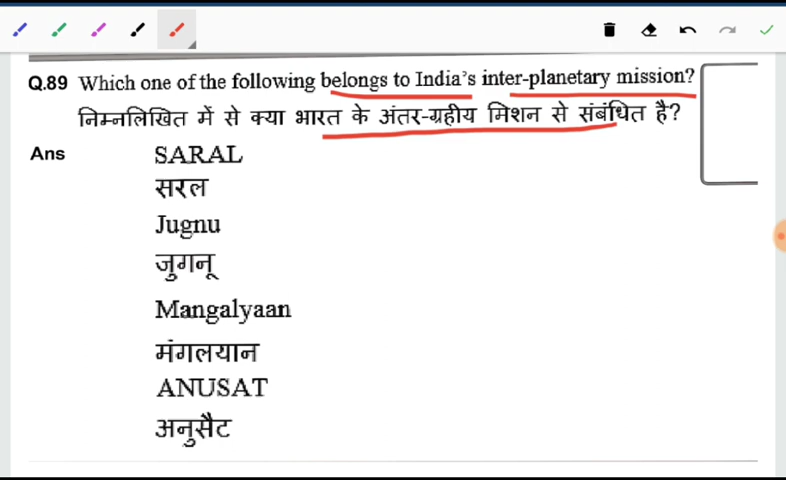 Q.89 Which one of the following belongs to India's inter-planetary mission?
निम्नलिखित में से क्या भारत के अंतर-ग्रहीय मिशन से संबंधित है?
Ans SARAL
सरल
Jugnu
जुगनू
Mangalyaan
मंगलयान
ANUSAT
अनुसैट